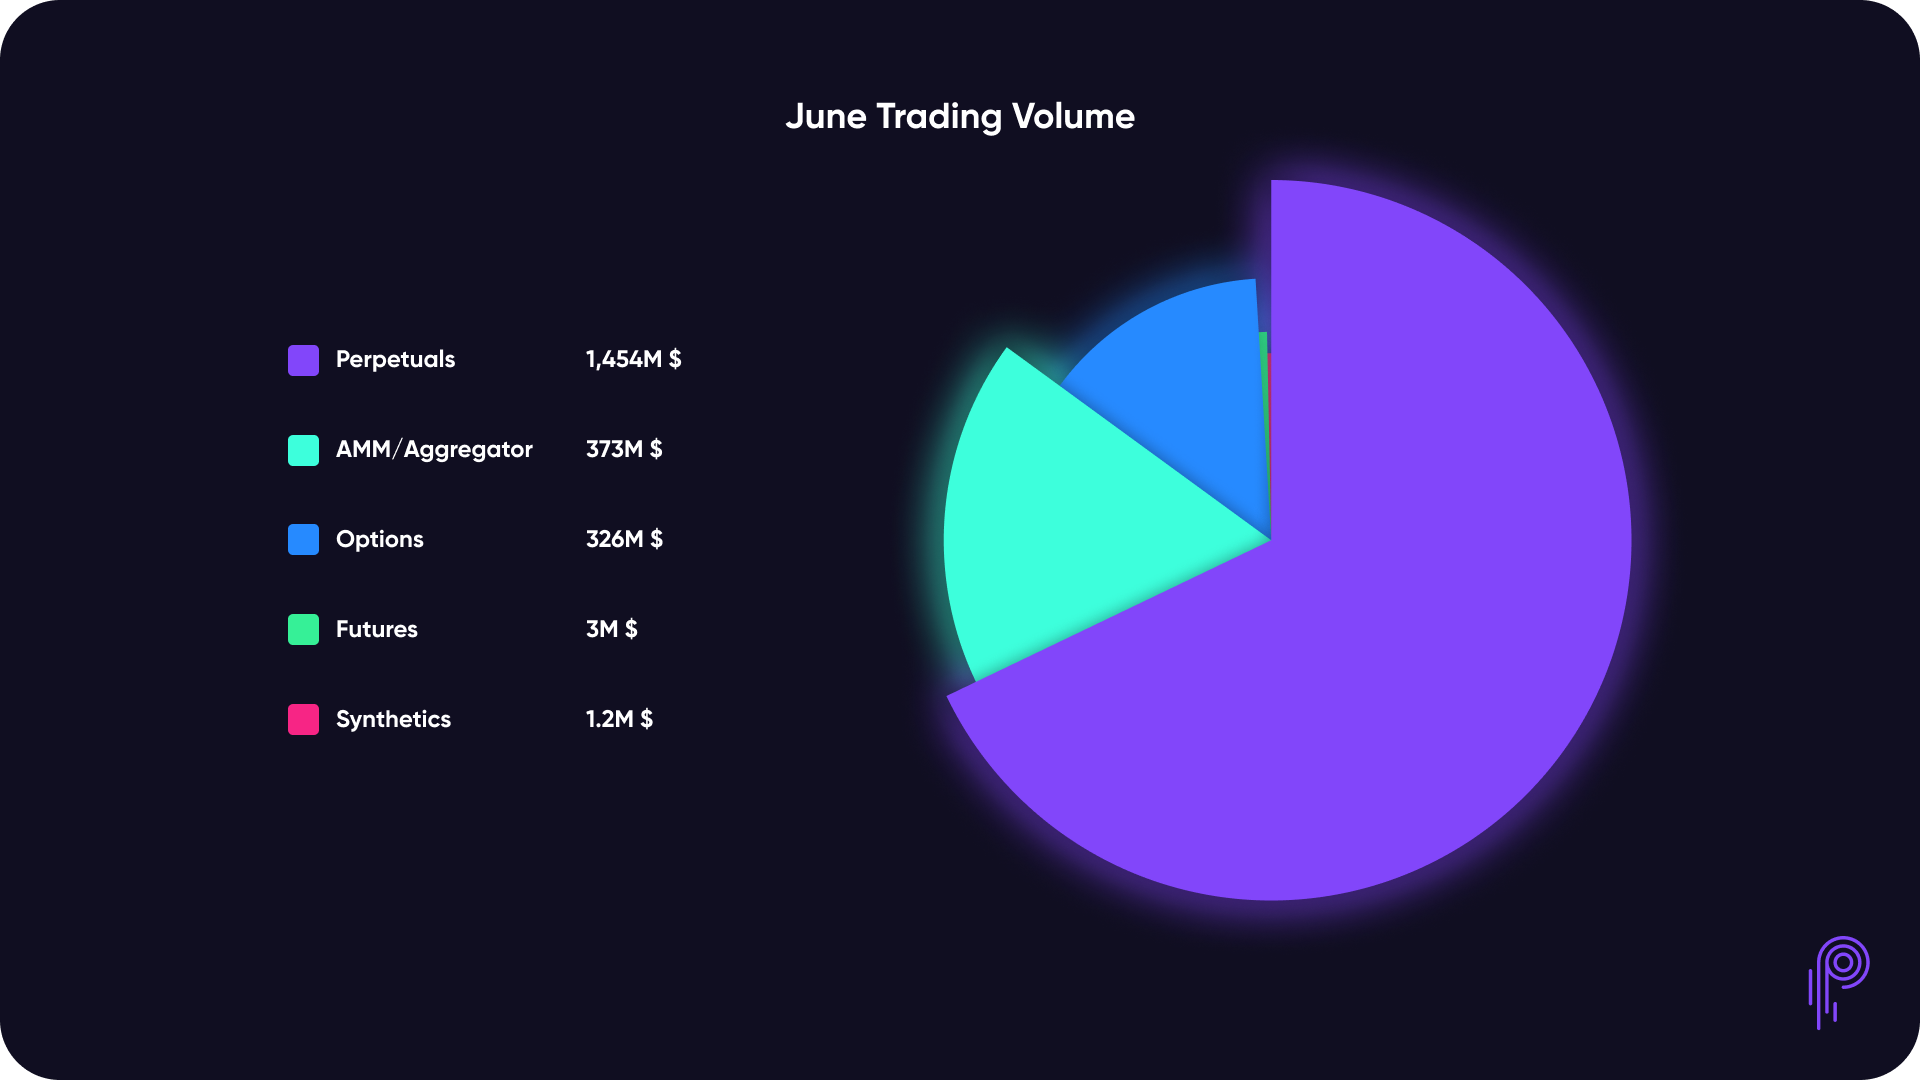 June Trading Volume
Perpetuals 1,454M $
AMM/Aggregator 373M $
Options 326M $
Futures 3M $
Synthetics 1.2M $